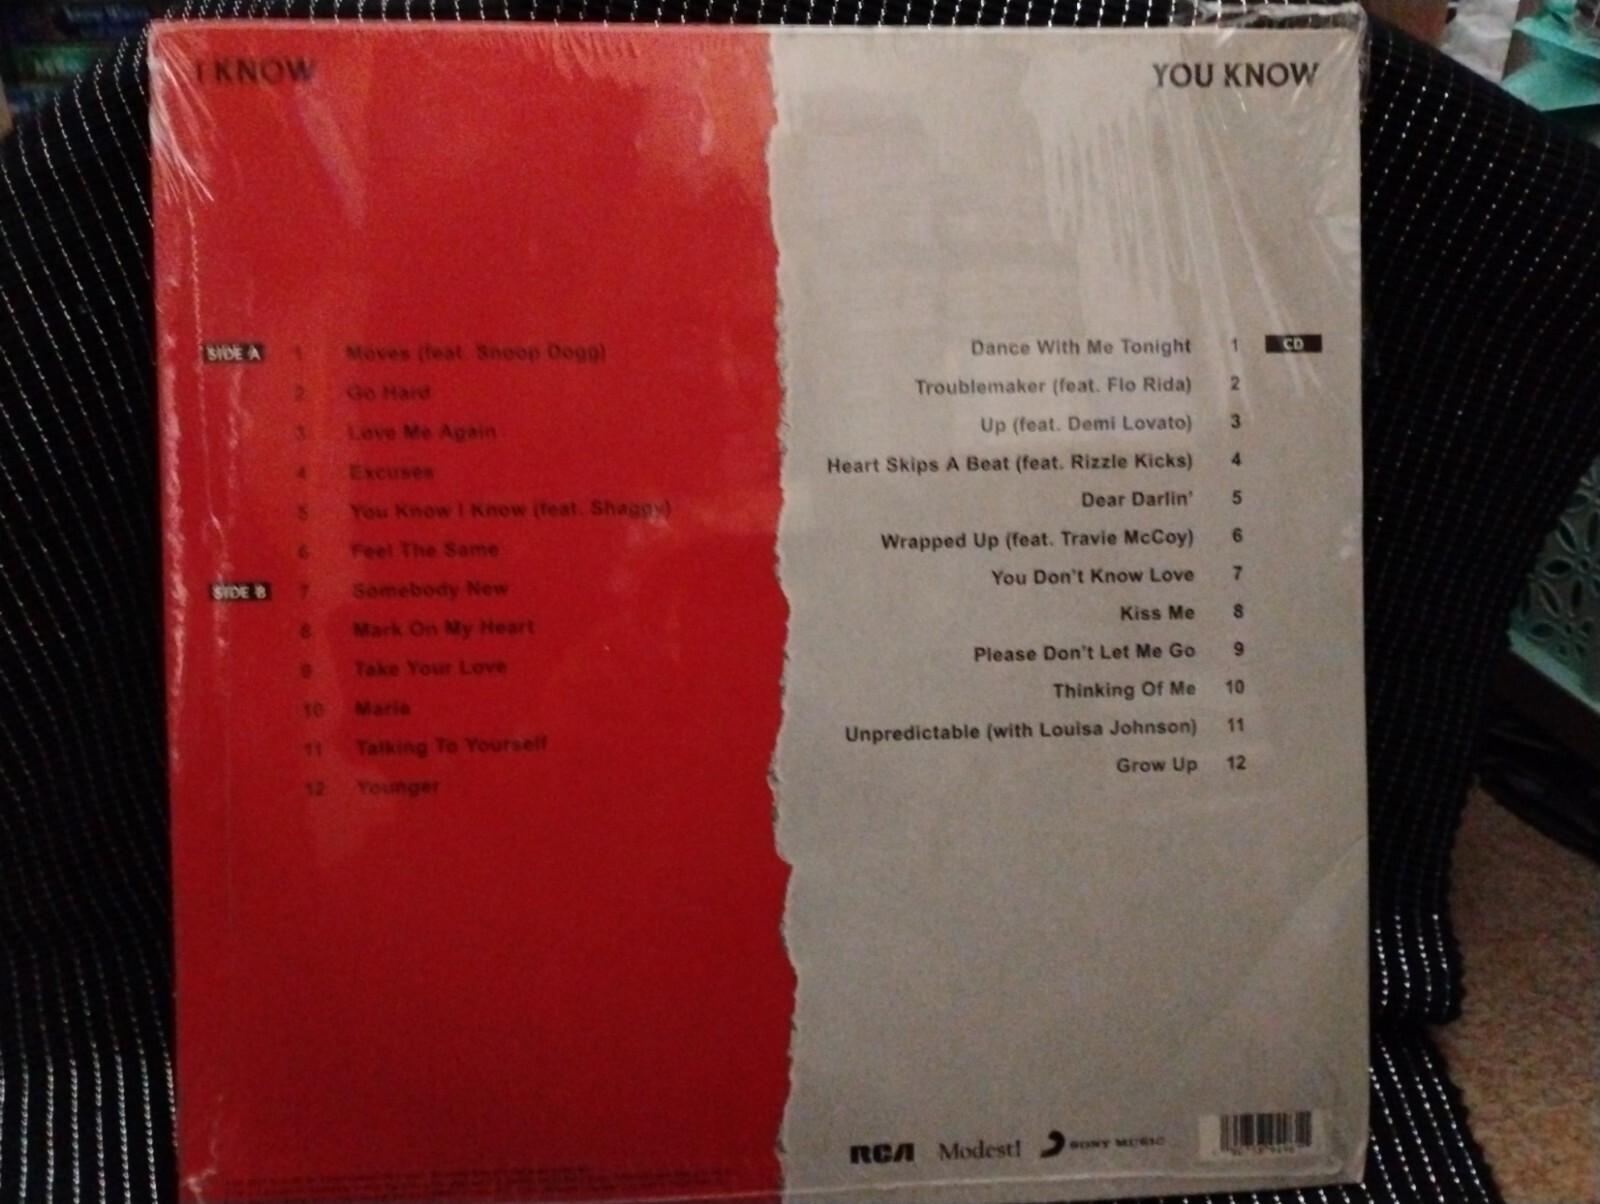 I KNOW
SIDE A 1 Moves (feat. Snoop Dogg)
2 Go Hard
3 Love Me Again
4 Excuses
5 You Know I Know (feat. Shaggy)
6 Feel The Same
SIDE B 7 Somebody New
8 Mark On My Heart
9 Take Your Love
10 Maria
11 Talking To Yourself
12 Younger
YOU KNOW
Dance With Me Tonight 1 CD
Troublemaker (feat. Flo Rida) 2
Up (feat. Demi Lovato) 3
Heart Skips A Beat (feat. Rizzle Kicks) 4
Dear Darlin' 5
Wrapped Up (feat. Travie McCoy) 6
You Don't Know Love 7
Kiss Me 8
Please Don't Let Me Go 9
Thinking Of Me 10
Unpredictable (with Louisa Johnson) 11
Grow Up 12
RCA Modest! SONY MUSIC